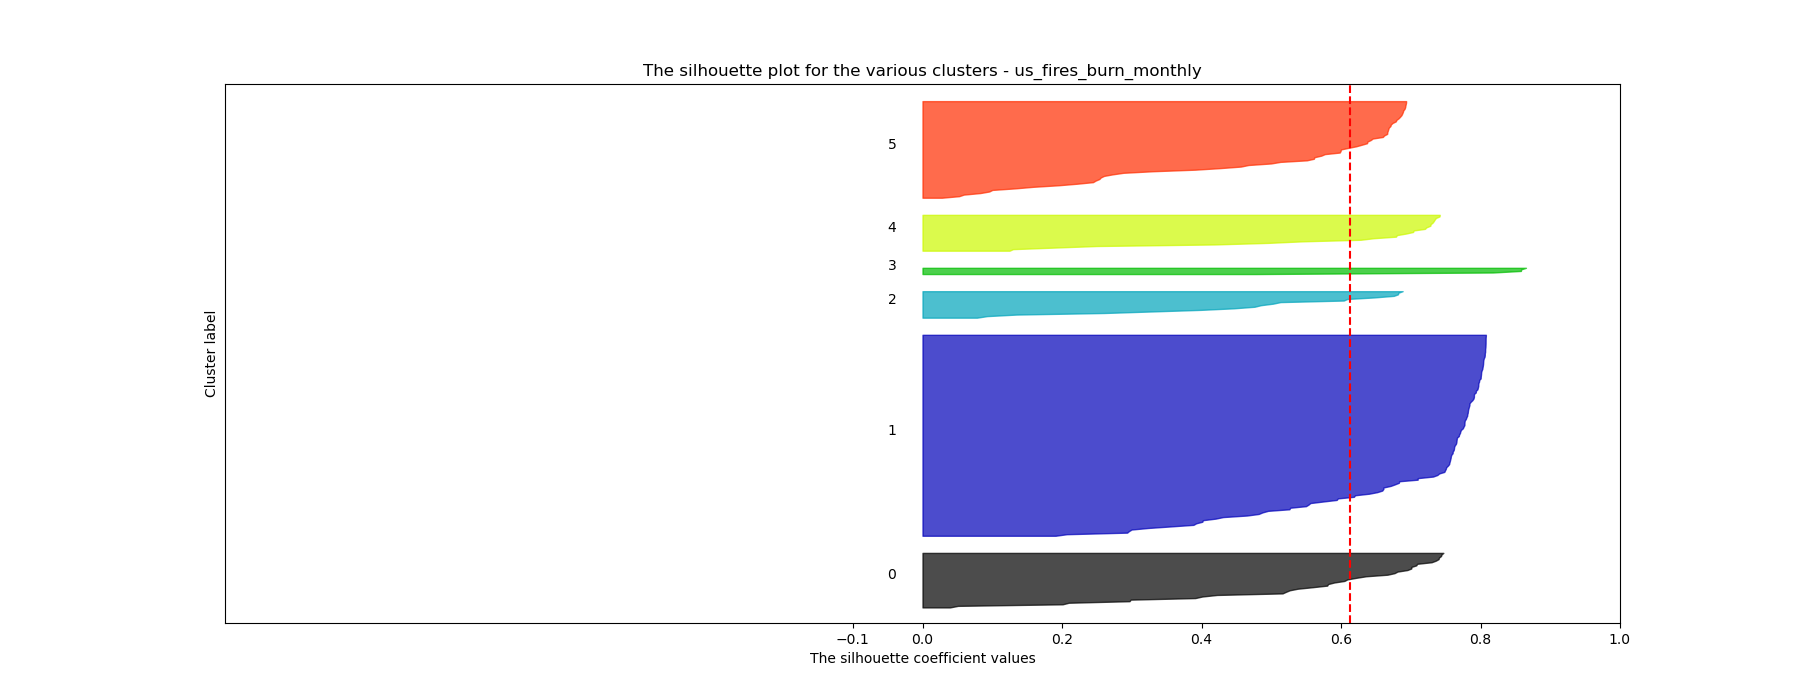 The silhouette plot for the various clusters - us_fires_burn_monthly
Cluster label
5
4
3
2
1
0
−0.1 0.0 0.2 0.4 0.6 0.8 1.0
The silhouette coefficient values